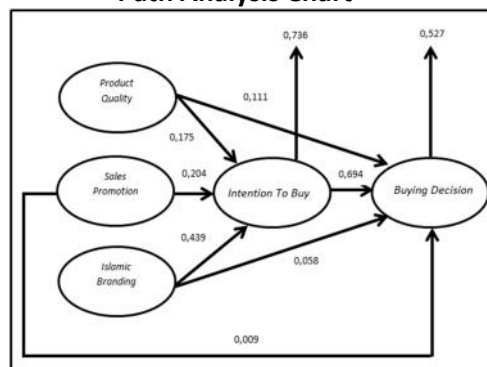 Path Analysis Chart
0,736
0,527
Product
Quality
0,111
0,175
Sales
Promotion
0,204
Intention To Buy
0,694
Buying Decision
0,439
0,058
Islamic
Branding
0,009